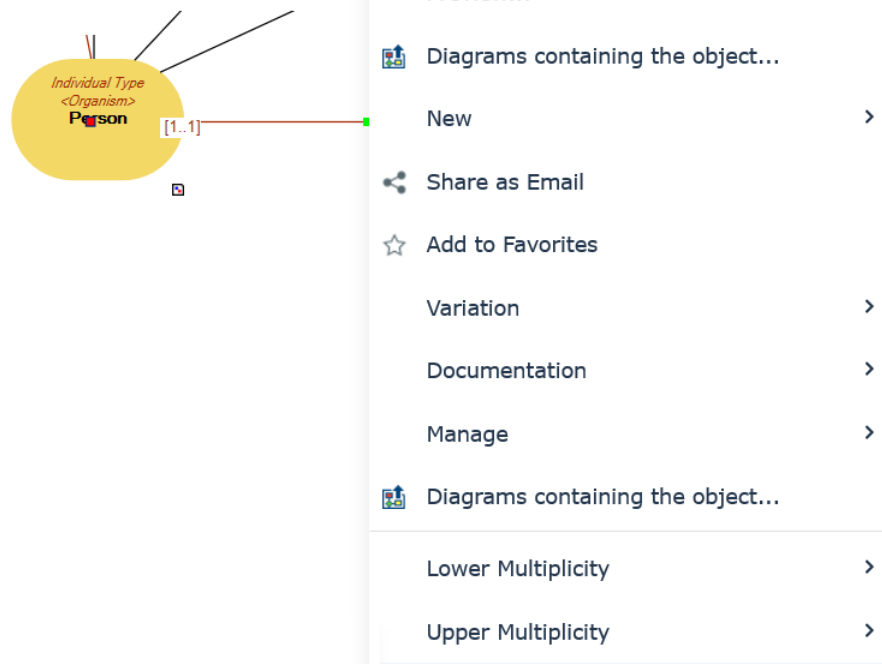 Individual Type
<Organism>
Person
[1..1]
Diagrams containing the object...
New
Share as Email
Add to Favorites
Variation
Documentation
Manage
Diagrams containing the object...
Lower Multiplicity
Upper Multiplicity